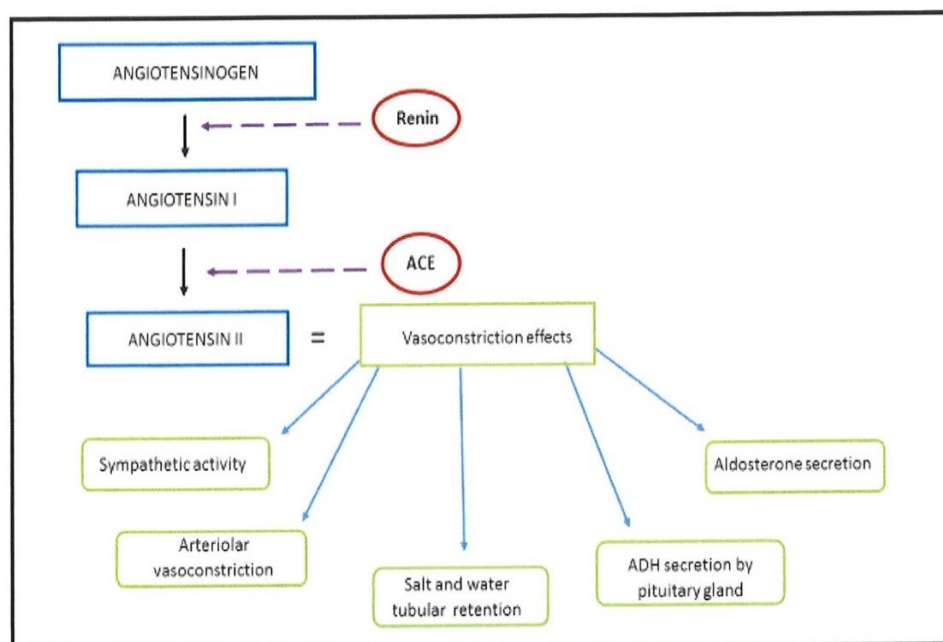 ANGIOTENSINOGEN
Renin
ANGIOTENSIN I
ACE
ANGIOTENSIN II
=
Vasoconstriction effects
Sympathetic activity
Aldosterone secretion
Arteriolar
vasoconstriction
Salt and water
tubular retention
ADH secretion by
pituitary gland